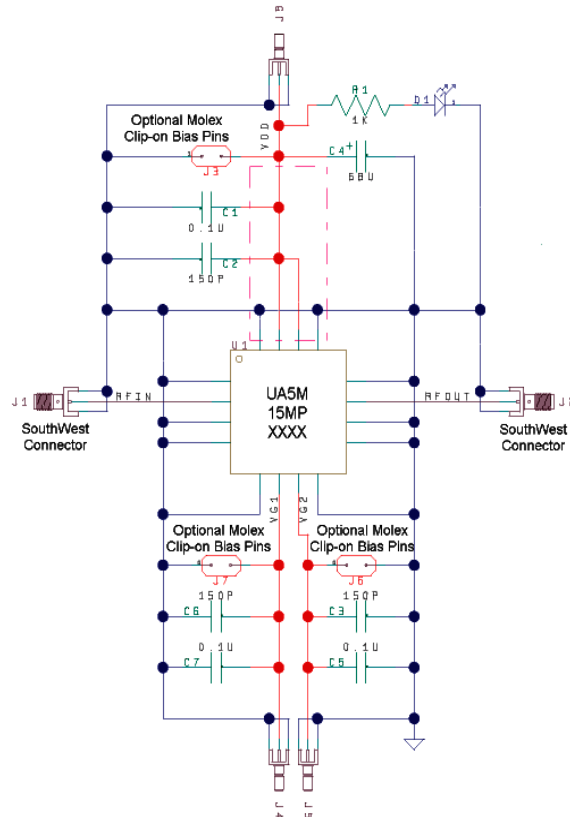 Optional Molex
Clip-on Bias Pins
J3
VDD
R1
1K
D1
C4
+
68U
C1
0.1U
C2
150P
U1
UA5M
15MP
XXXX
J1
RFIN
SouthWest
Connector
RFOUT
SouthWest
Connector
VG1
VG2
Optional Molex
Clip-on Bias Pins
J7
Optional Molex
Clip-on Bias Pins
J6
C6
150P
C7
0.1U
C3
150P
C5
0.1U
J4